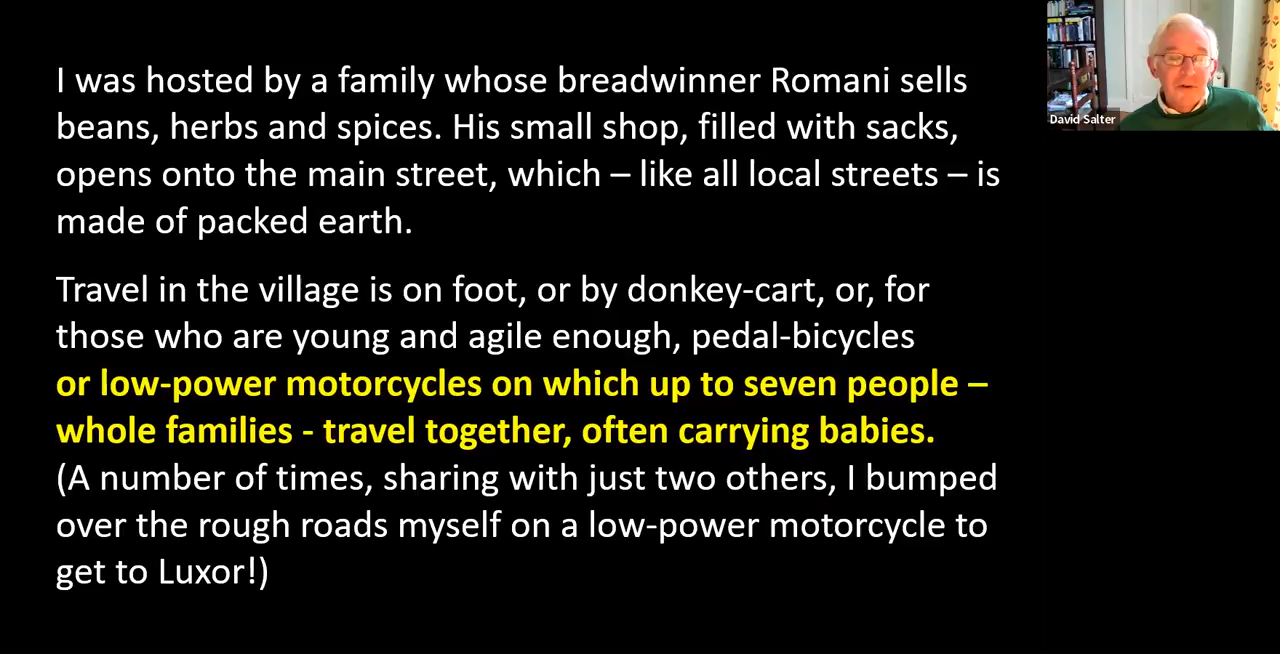 I was hosted by a family whose breadwinner Romani sells
beans, herbs and spices. His small shop, filled with sacks,
opens onto the main street, which – like all local streets – is
made of packed earth.
Travel in the village is on foot, or by donkey-cart, or, for
those who are young and agile enough, pedal-bicycles
or low-power motorcycles on which up to seven people –
whole families - travel together, often carrying babies.
(A number of times, sharing with just two others, I bumped
over the rough roads myself on a low-power motorcycle to
get to Luxor!)
David Salter